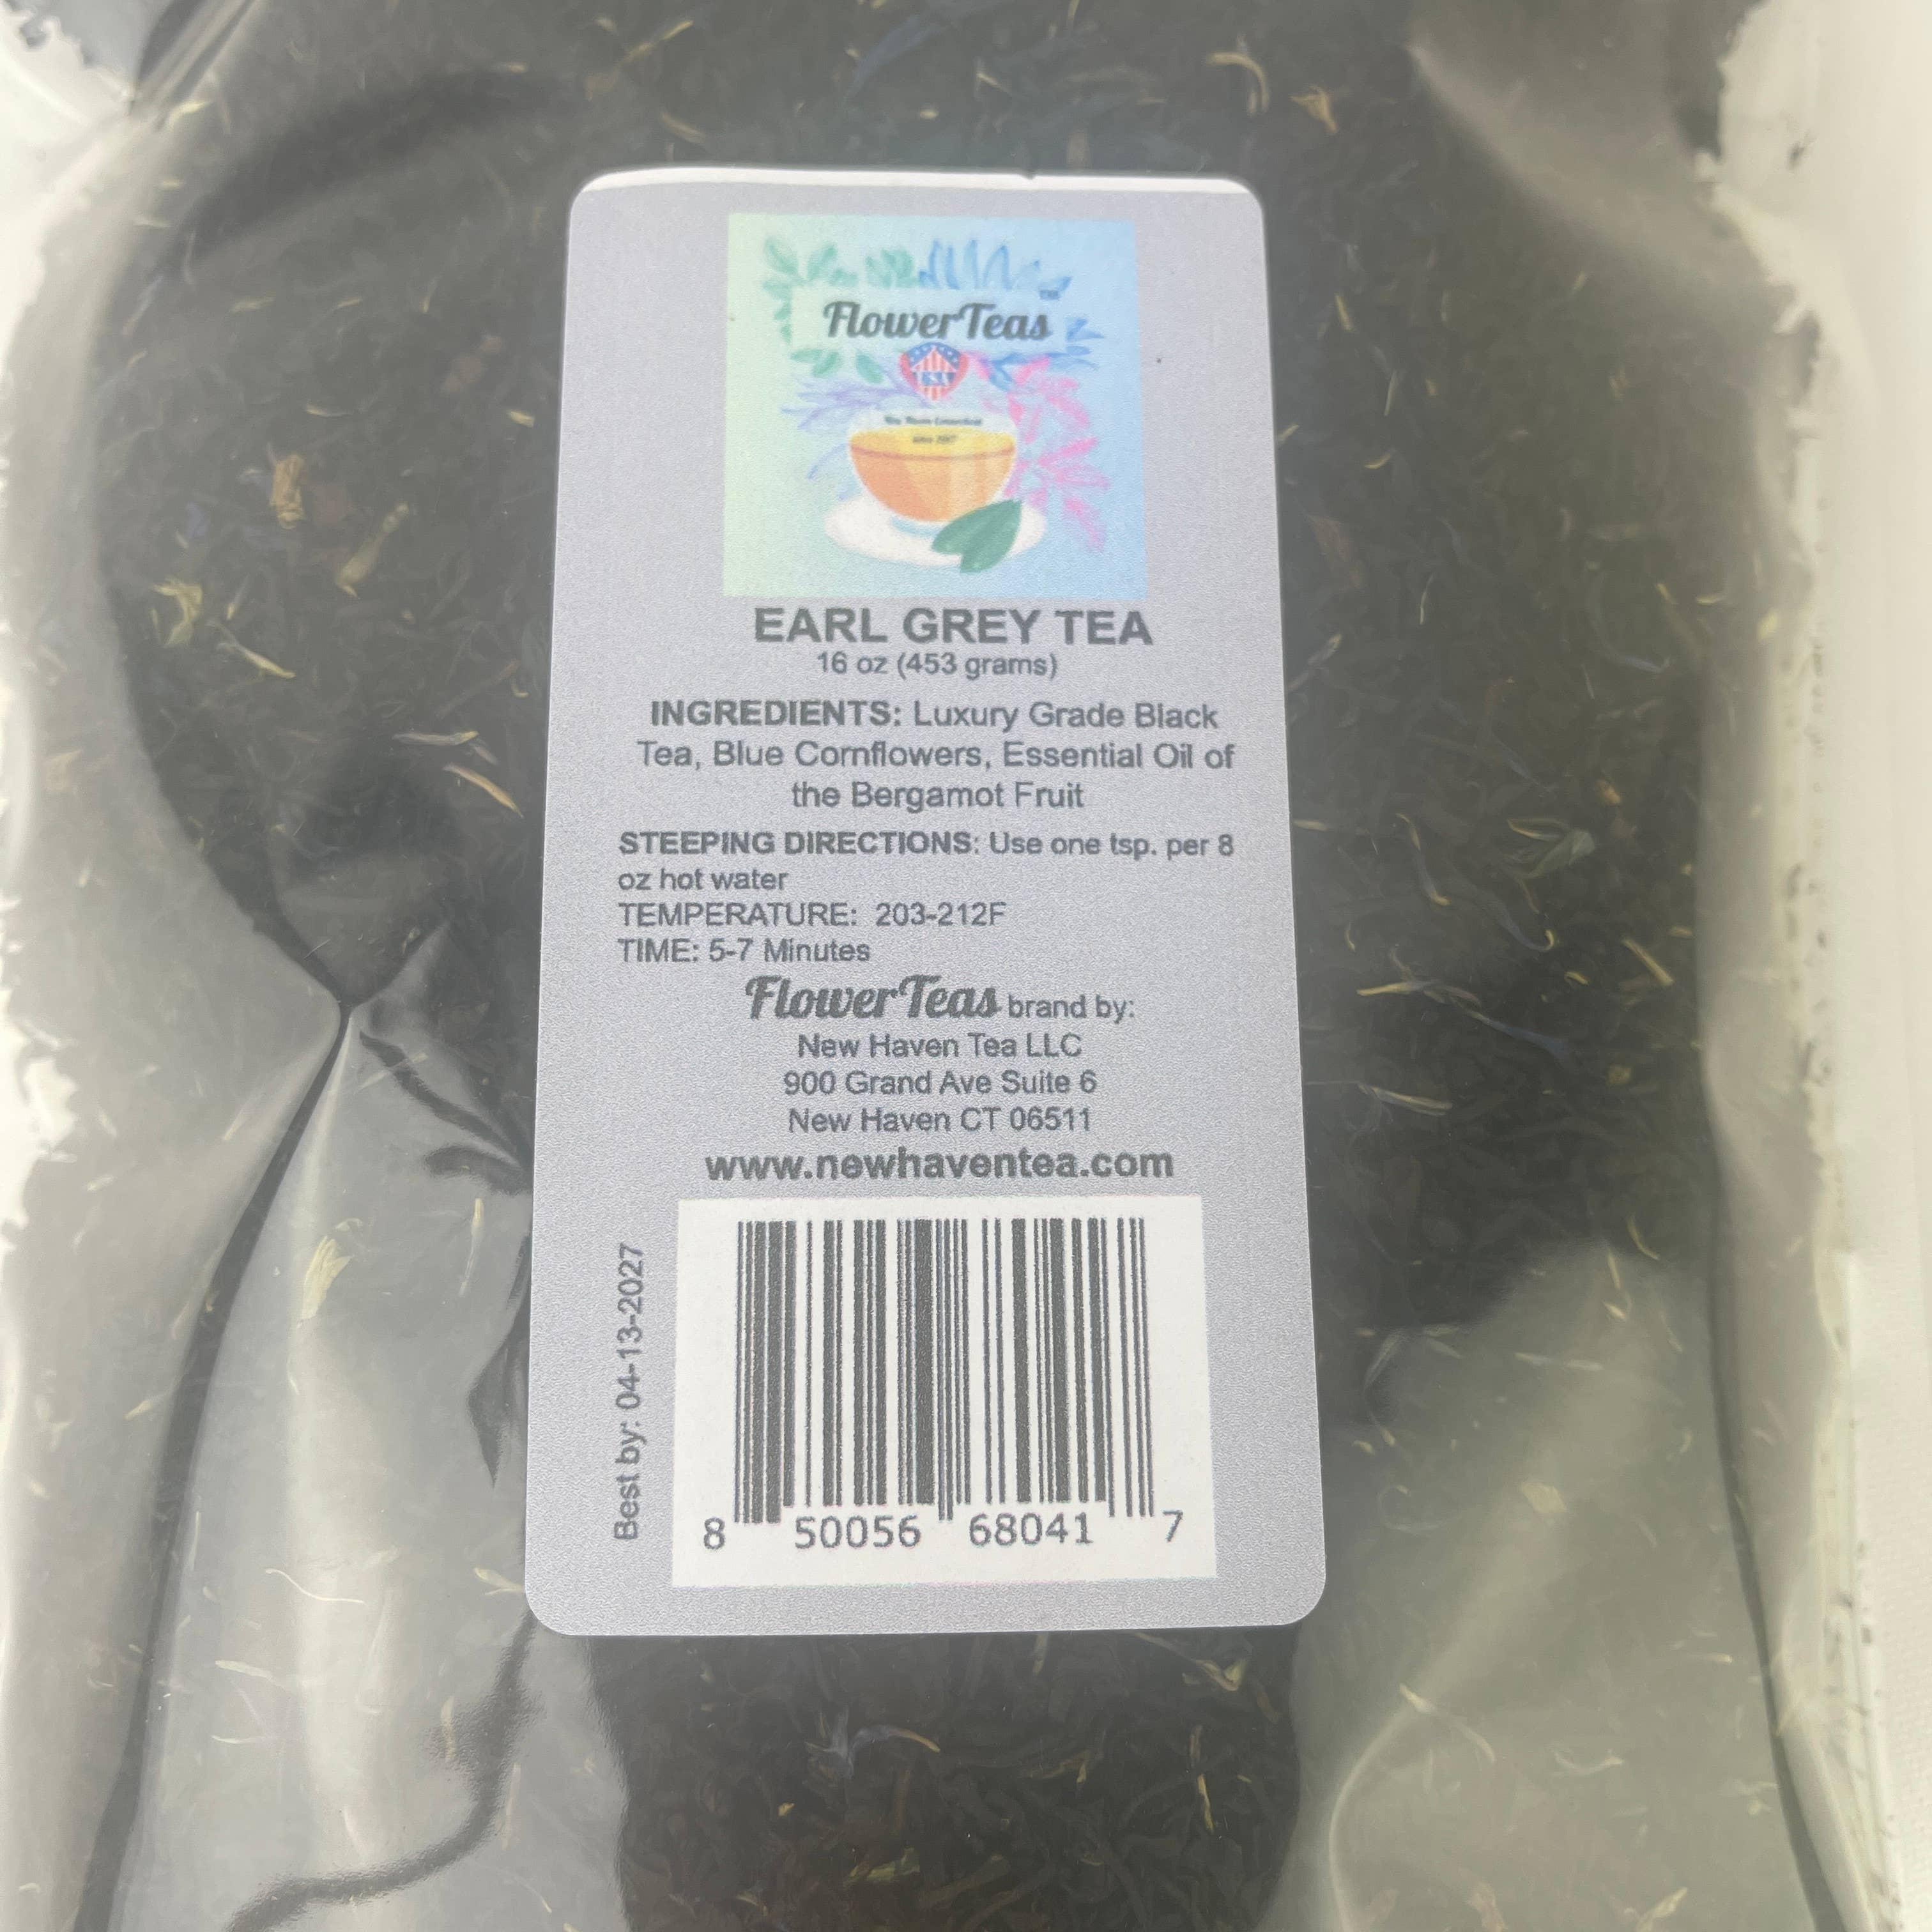 FlowerTeas
TM
since 2017
EARL GREY TEA
16 oz (453 grams)
INGREDIENTS: Luxury Grade Black
Tea, Blue Cornflowers, Essential Oil of
the Bergamot Fruit
STEEPING DIRECTIONS: Use one tsp. per 8
oz hot water
TEMPERATURE: 203-212F
TIME: 5-7 Minutes
FlowerTeas brand by:
New Haven Tea LLC
900 Grand Ave Suite 6
New Haven CT 06511
www.newhaventea.com
Best by: 04-13-2027
8 50056 68041 7